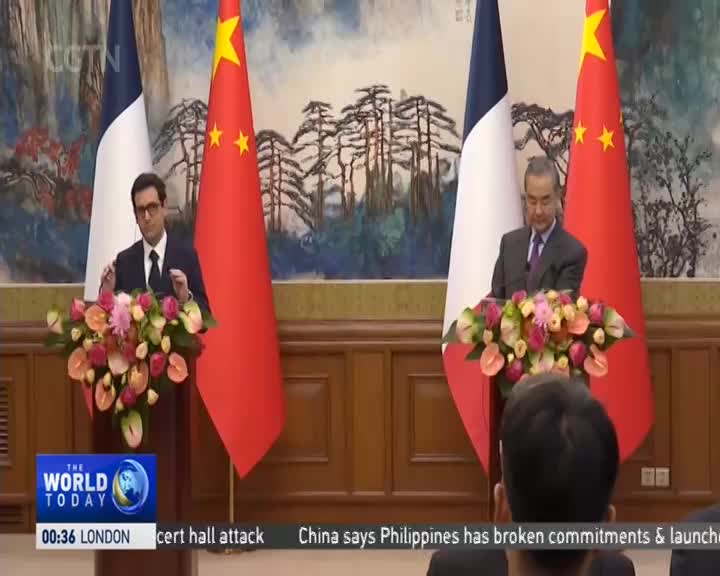 CGTN
THE
WORLD
TODAY
00:36 LONDON
cert hall attack China says Philippines has broken commitments & launche